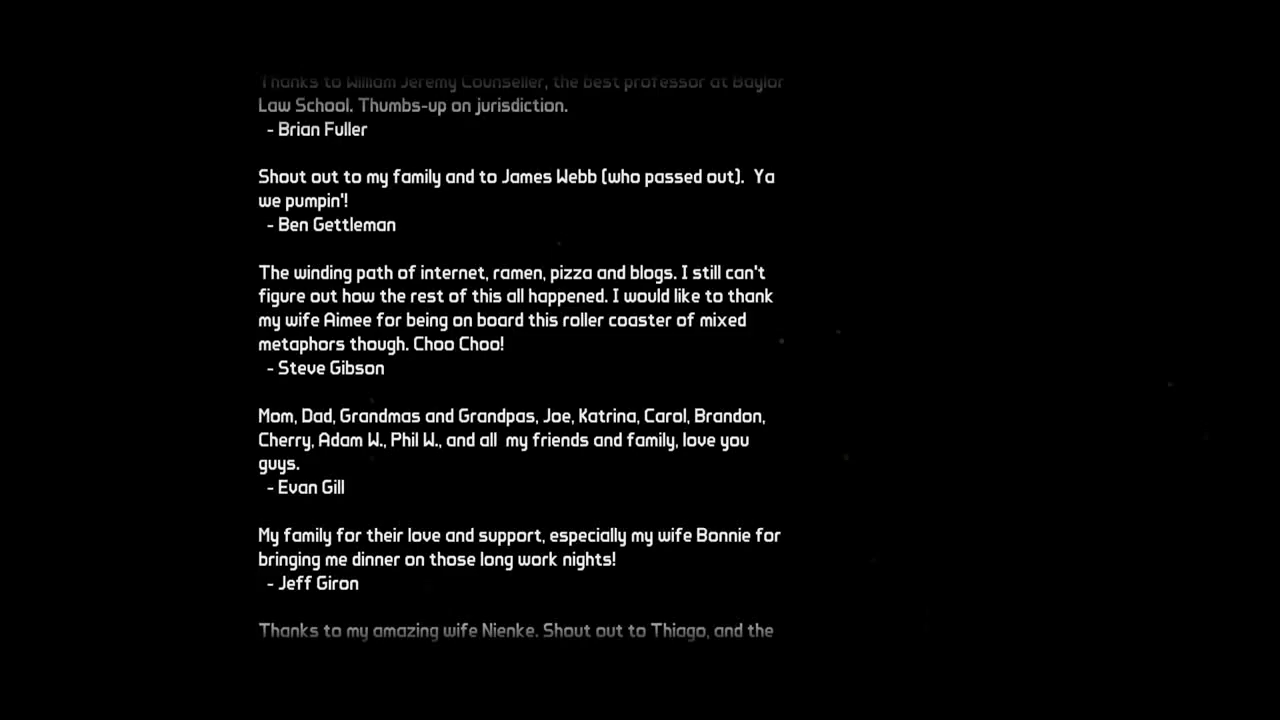 Thanks to William Jeremy Counseller, the best professor at Baylor
Law School. Thumbs-up on jurisdiction.
- Brian Fuller
Shout out to my family and to James Webb (who passed out).  Ya
we pumpin'!
- Ben Gettleman
The winding path of internet, ramen, pizza and blogs. I still can't
figure out how the rest of this all happened. I would like to thank
my wife Aimee for being on board this roller coaster of mixed
metaphors though. Choo Choo!
- Steve Gibson
Mom, Dad, Grandmas and Grandpas, Joe, Katrina, Carol, Brandon,
Cherry, Adam W., Phil W., and all  my friends and family, love you
guys.
- Evan Gill
My family for their love and support, especially my wife Bonnie for
bringing me dinner on those long work nights!
- Jeff Giron
Thanks to my amazing wife Nienke. Shout out to Thiago, and the